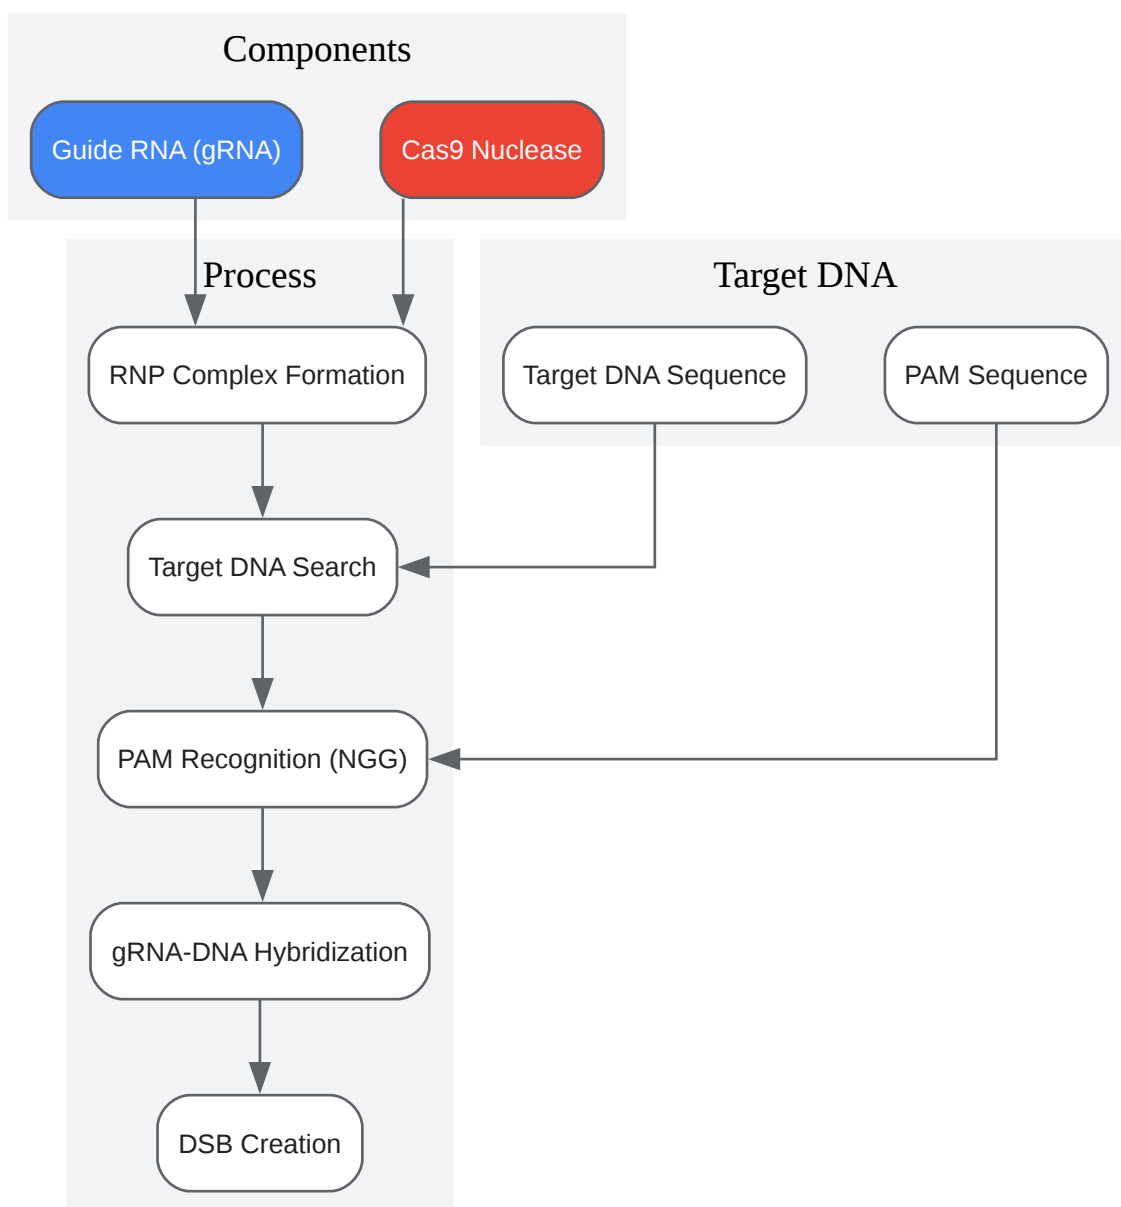 Components
Guide RNA (gRNA)
Cas9 Nuclease
Process
Target DNA
RNP Complex Formation
Target DNA Sequence
PAM Sequence
Target DNA Search
PAM Recognition (NGG)
gRNA-DNA Hybridization
DSB Creation